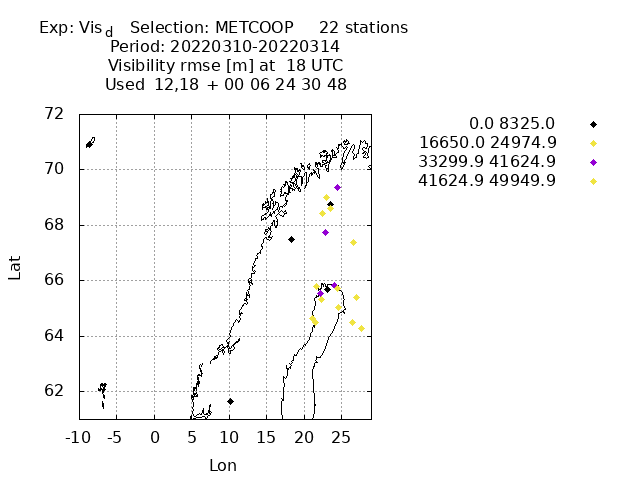 Exp: Vis d Selection: METCOOP 22 stations
Period: 20220310-20220314
Visibility rmse [m] at 18 UTC
Used 12,18 + 00 06 24 30 48
72
70
68
66
64
62
Lat
-10 -5 0 5 10 15 20 25
Lon
0.0 8325.0
16650.0 24974.9
33299.9 41624.9
41624.9 49949.9